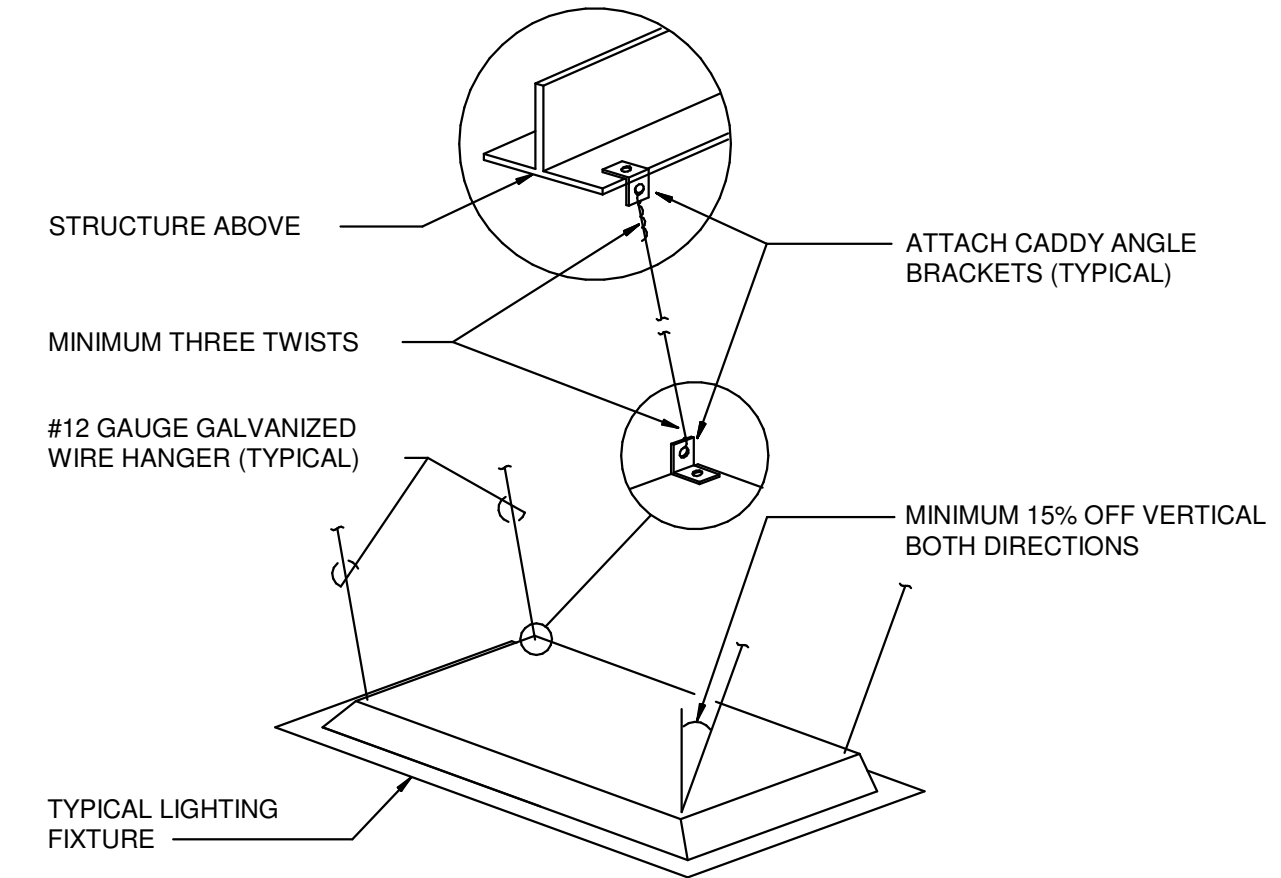 STRUCTURE ABOVE
ATTACH CADDY ANGLE
BRACKETS (TYPICAL)
MINIMUM THREE TWISTS
#12 GAUGE GALVANIZED
WIRE HANGER (TYPICAL)
MINIMUM 15% OFF VERTICAL
BOTH DIRECTIONS
TYPICAL LIGHTING
FIXTURE